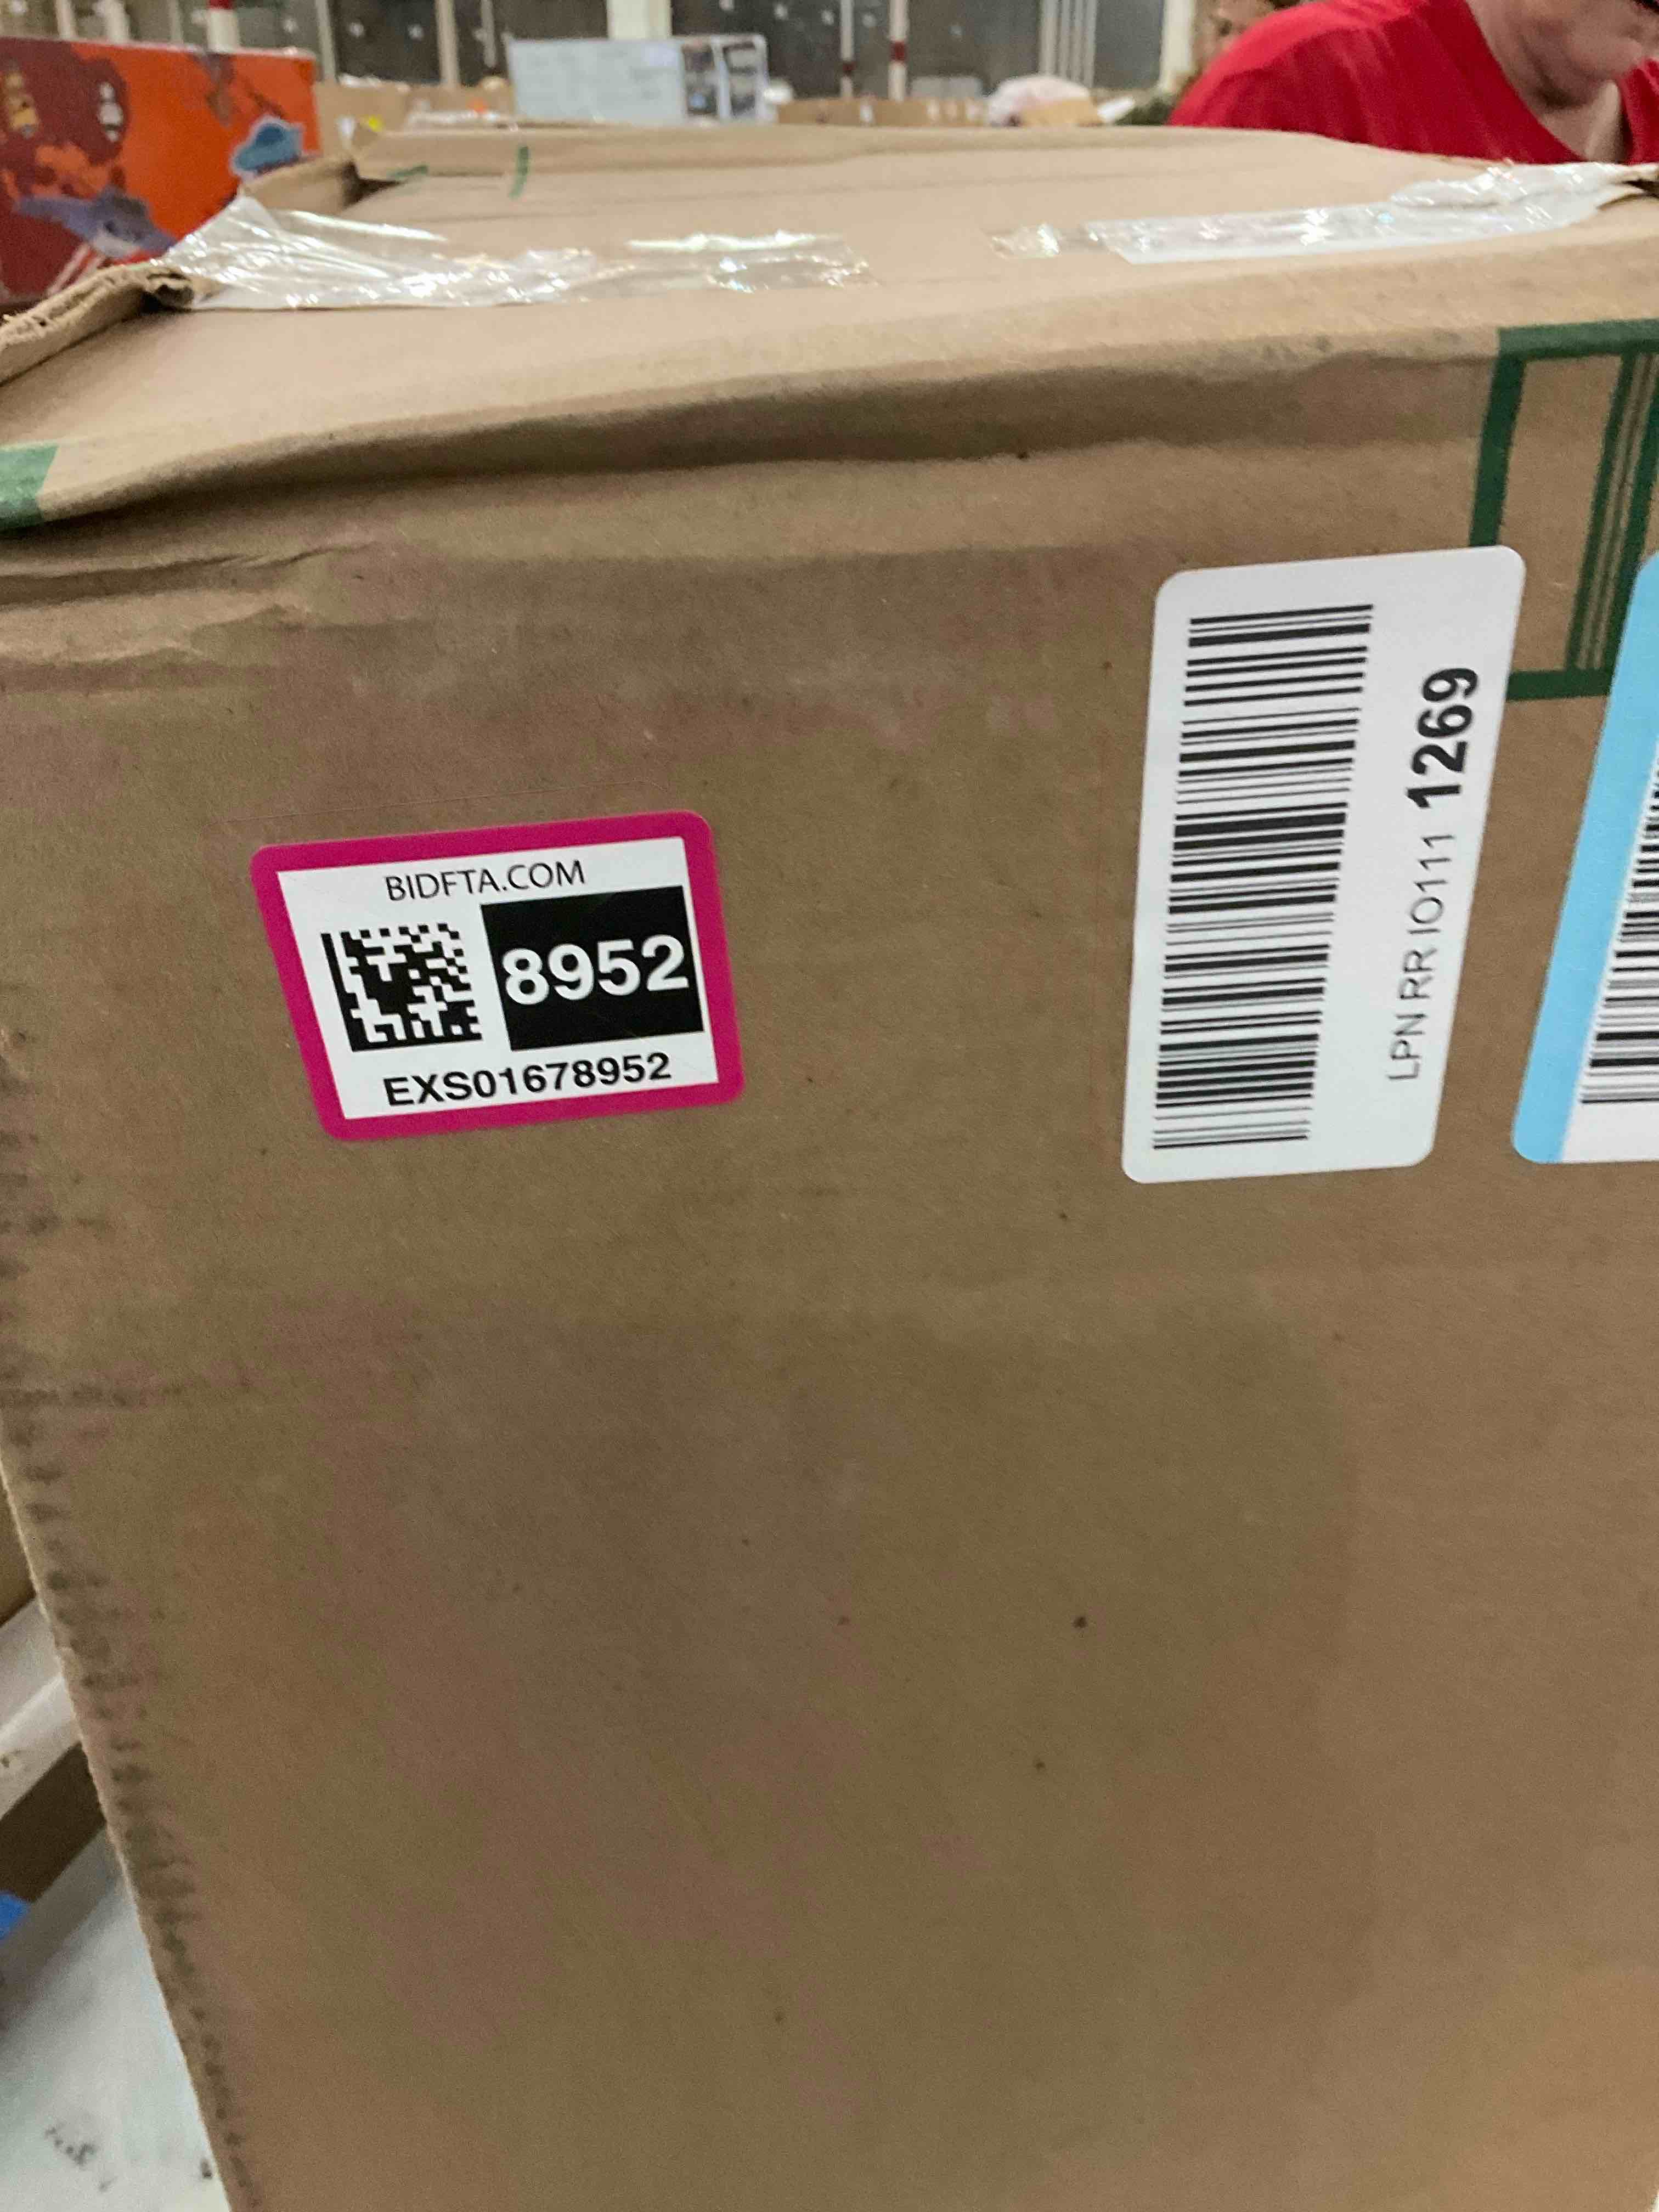 BIDFTA.COM
8952
EXS01678952
LPN RR IO111 1269